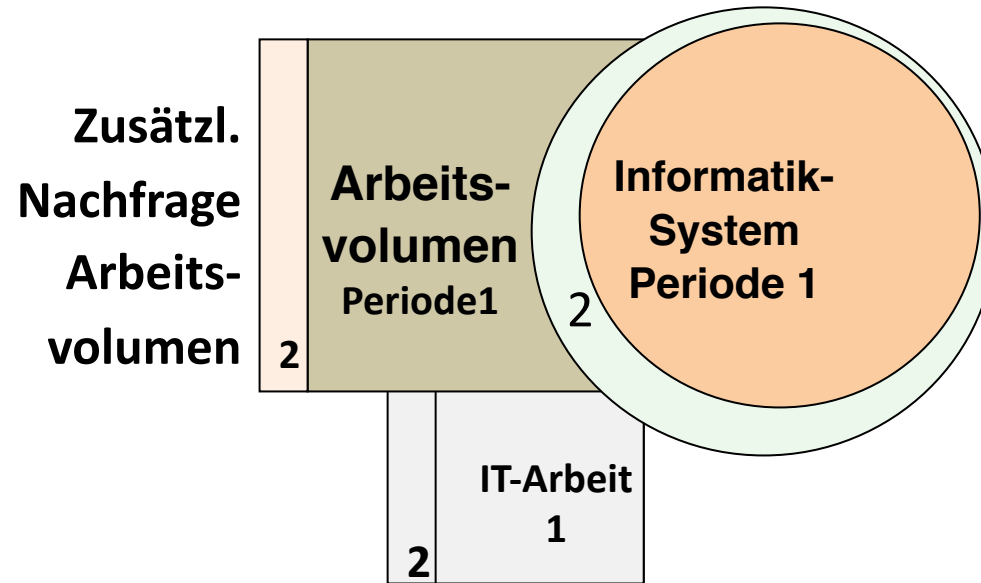 Zusätzl.
Nachfrage
Arbeits-
volumen
2
Arbeits-
volumen
Periode1
2
Informatik-
System
Periode 1
2
IT-Arbeit
1